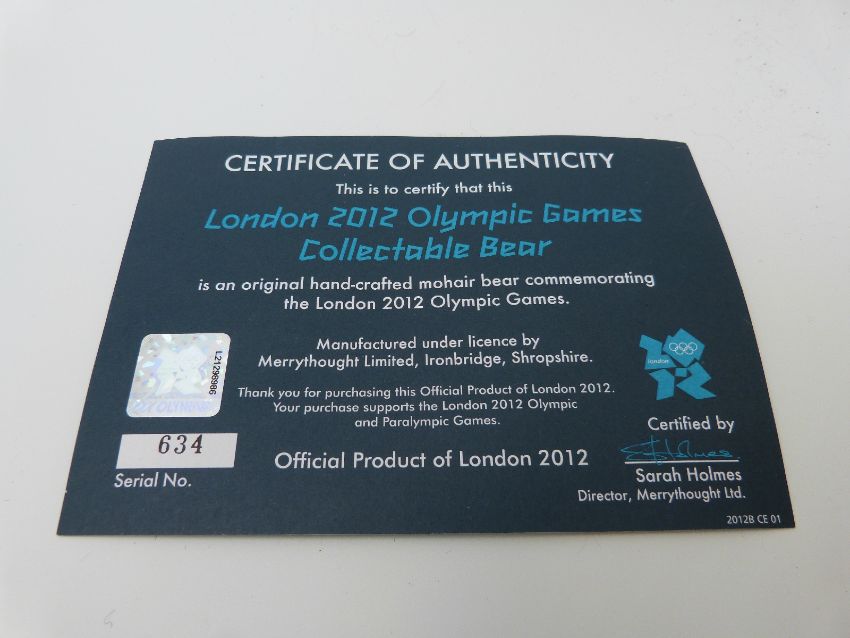 CERTIFICATE OF AUTHENTICITY
This is to certify that this
London 2012 Olympic Games
Collectable Bear
is an original hand-crafted mohair bear commemorating
the London 2012 Olympic Games.
Manufactured under licence by
Merrythought Limited, Ironbridge, Shropshire.
Thank you for purchasing this Official Product of London 2012.
Your purchase supports the London 2012 Olympic
and Paralympic Games.
L21296986
634
Serial No.
Official Product of London 2012
london
Certified by
Sarah Holmes
Director, Merrythought Ltd.
2012B CE 01